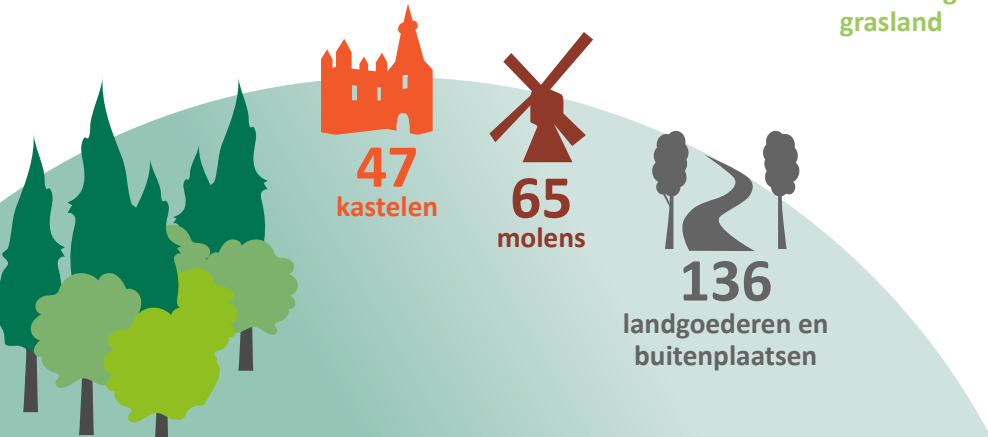 grasland
47
kastelen
65
molens
136
landgoederen en
buitenplaatsen